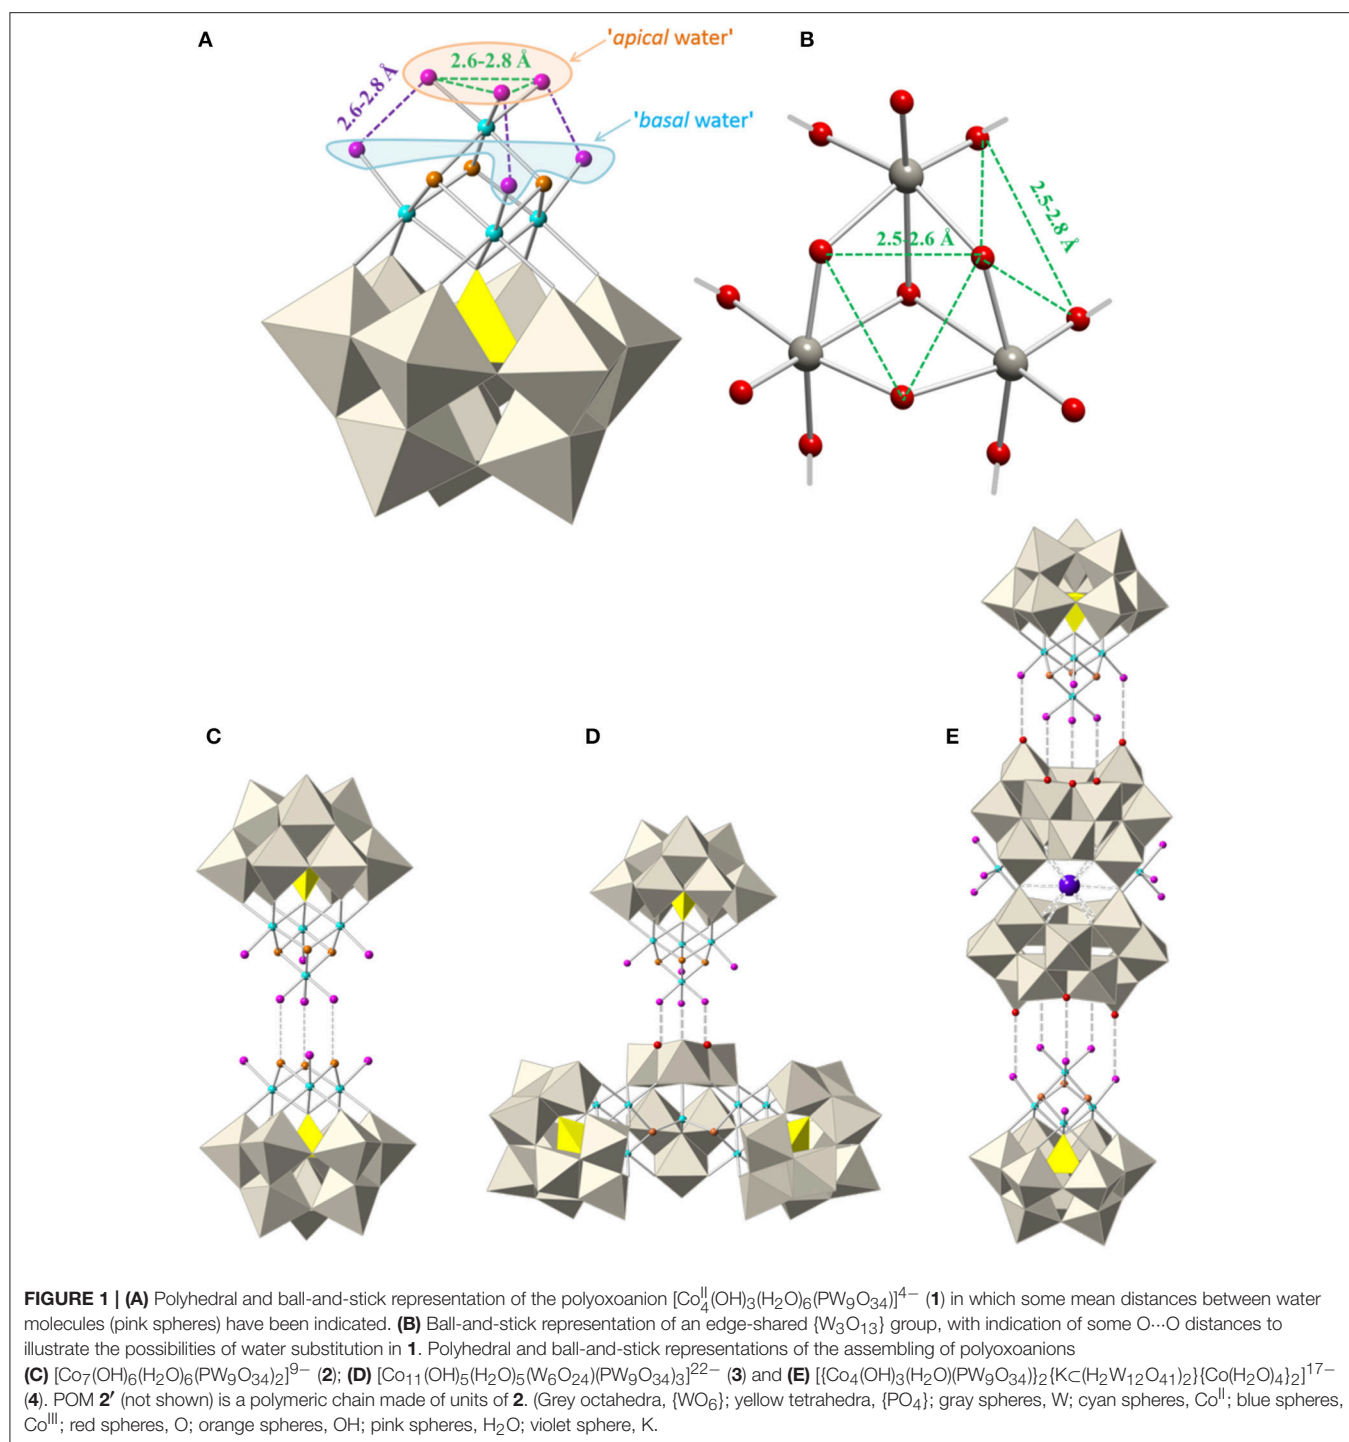 A
'apical water'
B
2.6-2.8 Å
2.6-2.8 Å
'basal water'
2.5-2.8 Å
2.5-2.6 Å
C
D
E
FIGURE 1 | (A) Polyhedral and ball-and-stick representation of the polyoxoanion [Co₄ᴵᴵ(OH)₃(H₂O)₆(PW₉O₃₄)]⁴⁻ (1) in which some mean distances between water
molecules (pink spheres) have been indicated. (B) Ball-and-stick representation of an edge-shared {W₃O₁₃} group, with indication of some O···O distances to
illustrate the possibilities of water substitution in 1. Polyhedral and ball-and-stick representations of the assembling of polyoxoanions
(C) [Co₇(OH)₆(H₂O)₆(PW₉O₃₄)₂]⁹⁻ (2); (D) [Co₁₁(OH)₅(H₂O)₅(W₆O₂₄)(PW₉O₃₄)₃]²²⁻ (3) and (E) [{Co₄(OH)₃(H₂O)(PW₉O₃₄)}₂{K⊂(H₂W₁₂O₄₁)₂}{Co(H₂O)₄}₂]¹⁷⁻
(4). POM 2′ (not shown) is a polymeric chain made of units of 2. (Grey octahedra, {WO₆}; yellow tetrahedra, {PO₄}; gray spheres, W; cyan spheres, Coᴵᴵ; blue spheres,
Coᴵᴵᴵ; red spheres, O; orange spheres, OH; pink spheres, H₂O; violet sphere, K.